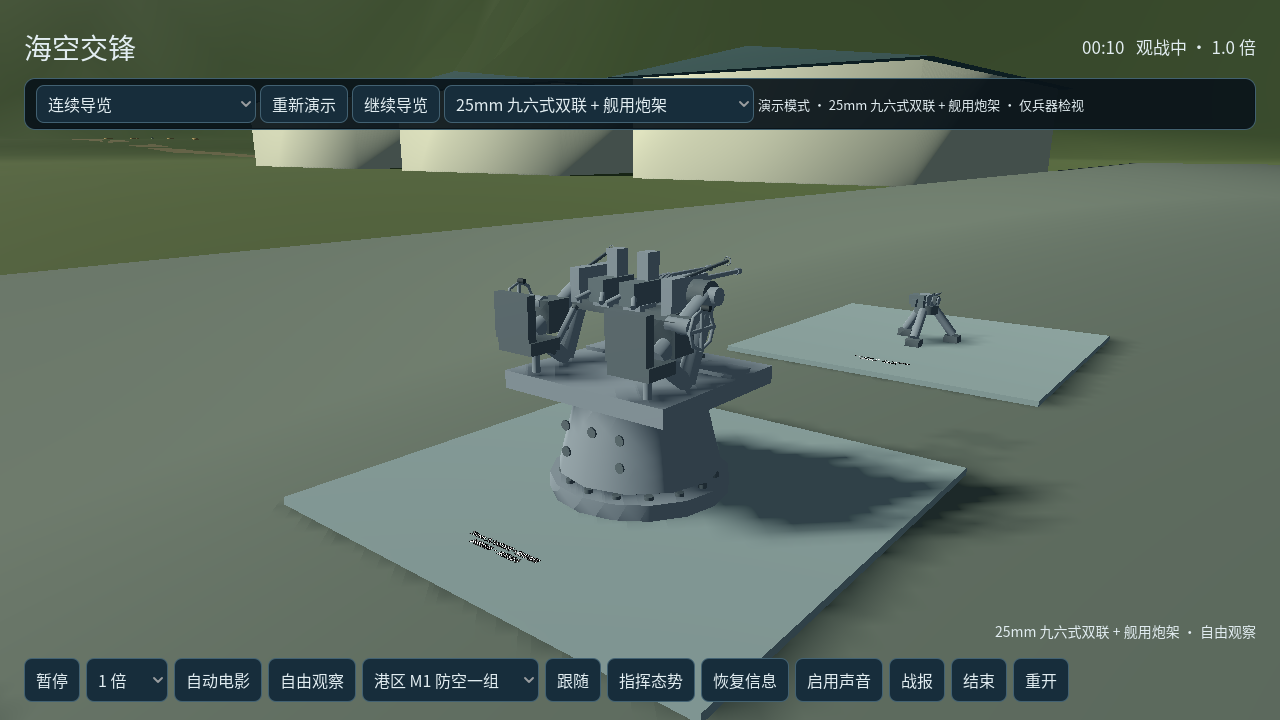 海空交锋
00:10 观战中 · 1.0 倍
连续导览 重新演示 继续导览 25mm 九六式双联 + 舰用炮架 演示模式 · 25mm 九六式双联 + 舰用炮架 · 仅兵器检视
25mm 九六式双联 + 舰用炮架 · 自由观察
暂停 1 倍 自动电影 自由观察 港区 M1 防空一组 跟随 指挥态势 恢复信息 启用声音 战报 结束 重开